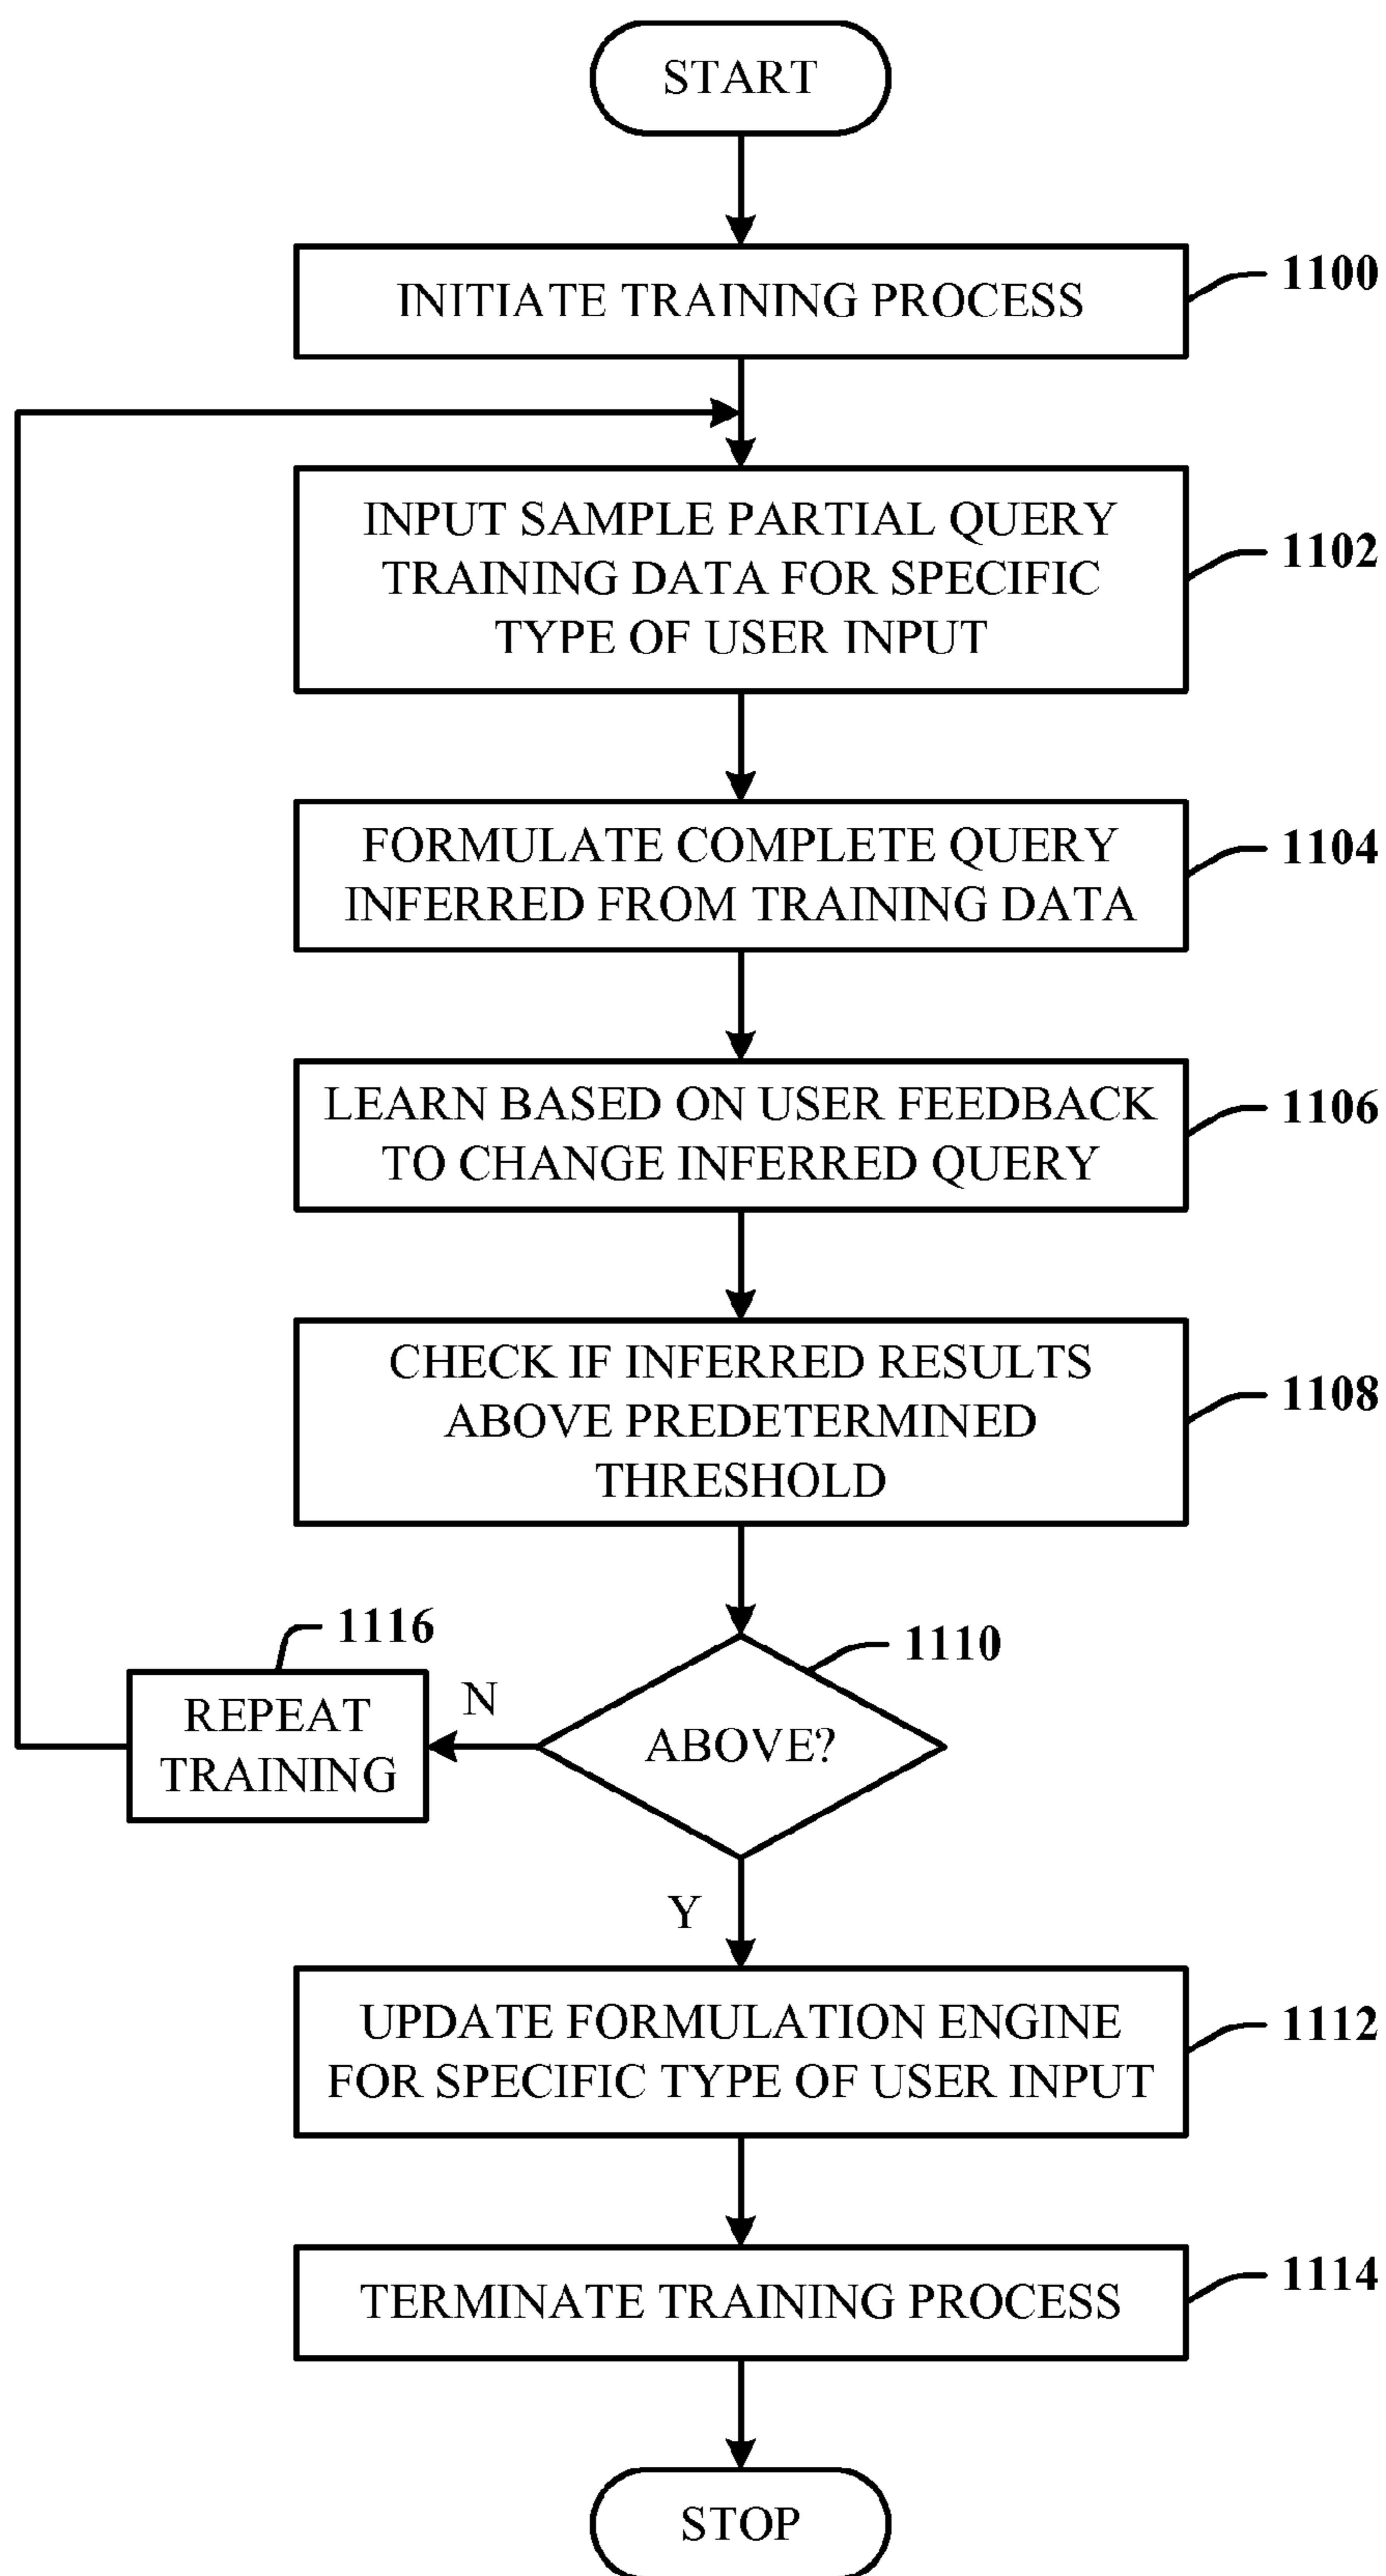 START
INITIATE TRAINING PROCESS
1100
INPUT SAMPLE PARTIAL QUERY
TRAINING DATA FOR SPECIFIC
TYPE OF USER INPUT
1102
FORMULATE COMPLETE QUERY
INFERRED FROM TRAINING DATA
1104
LEARN BASED ON USER FEEDBACK
TO CHANGE INFERRED QUERY
1106
CHECK IF INFERRED RESULTS
ABOVE PREDETERMINED
THRESHOLD
1108
1116
REPEAT
TRAINING
N
ABOVE?
1110
Y
UPDATE FORMULATION ENGINE
FOR SPECIFIC TYPE OF USER INPUT
1112
TERMINATE TRAINING PROCESS
1114
STOP